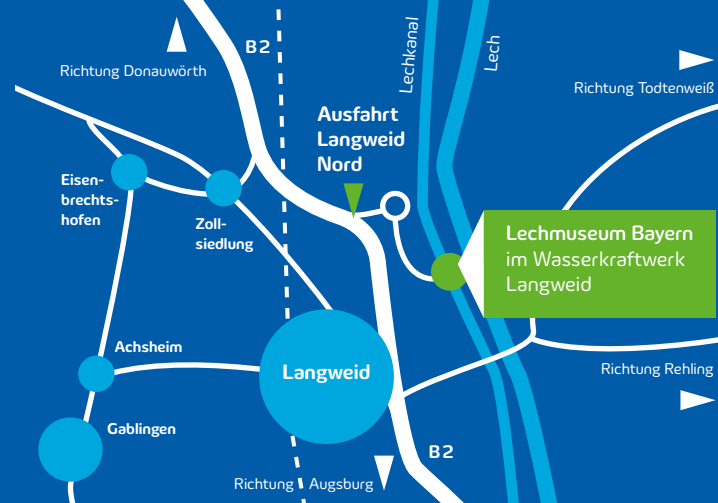 B2
Richtung Donauwörth
Lechkanal
Lech
Richtung Todtenweiß
Ausfahrt
Langweid
Nord
Eisen-
brechts-
hofen
Zoll-
siedlung
Lechmuseum Bayern
im Wasserkraftwerk
Langweid
Achsheim
Langweid
Richtung Rehling
Gablingen
B2
Richtung Augsburg